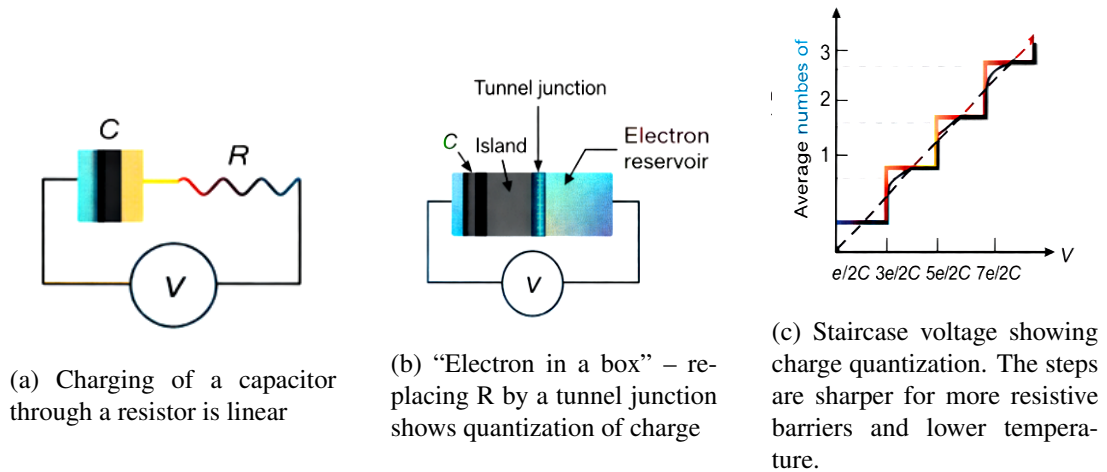 C
R
V
(a) Charging of a capacitor
through a resistor is linear
Tunnel junction
C
Island
Electron
reservoir
V
(b) “Electron in a box” – re-
placing R by a tunnel junction
shows quantization of charge
Average numbes of
3
2
1
V
e/2C 3e/2C 5e/2C 7e/2C
(c) Staircase voltage showing
charge quantization. The steps
are sharper for more resistive
barriers and lower tempera-
ture.